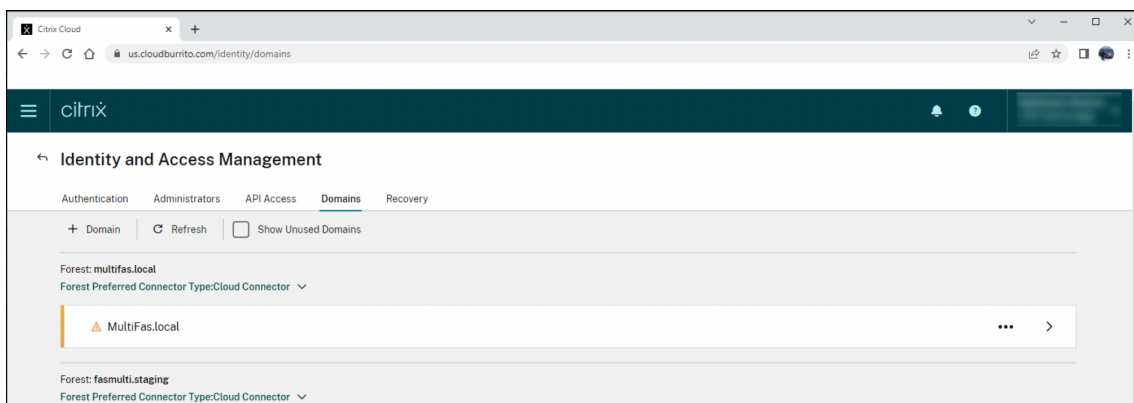 Citrix Cloud
us.cloudburrito.com/identity/domains
citrix
Identity and Access Management
Authentication Administrators API Access Domains Recovery
+ Domain Refresh Show Unused Domains
Forest: multifas.local
Forest Preferred Connector Type:Cloud Connector
MultiFas.local
Forest: fasmulti.staging
Forest Preferred Connector Type:Cloud Connector